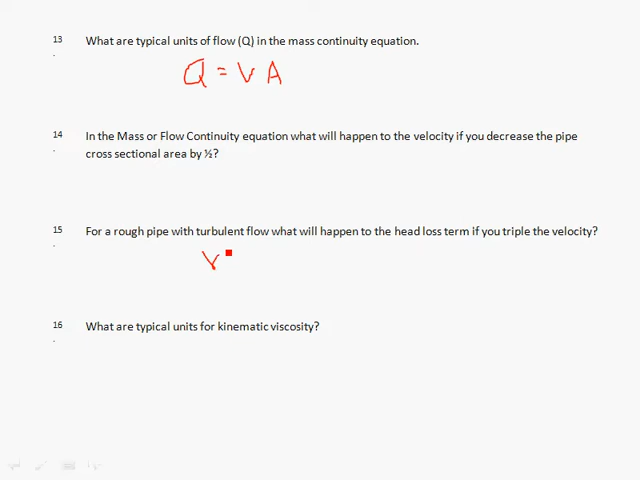 13 What are typical units of flow (Q) in the mass continuity equation.
.
Q = V A
14 In the Mass or Flow Continuity equation what will happen to the velocity if you decrease the pipe
. cross sectional area by ½?
15 For a rough pipe with turbulent flow what will happen to the head loss term if you triple the velocity?
.
V
16 What are typical units for kinematic viscosity?
.